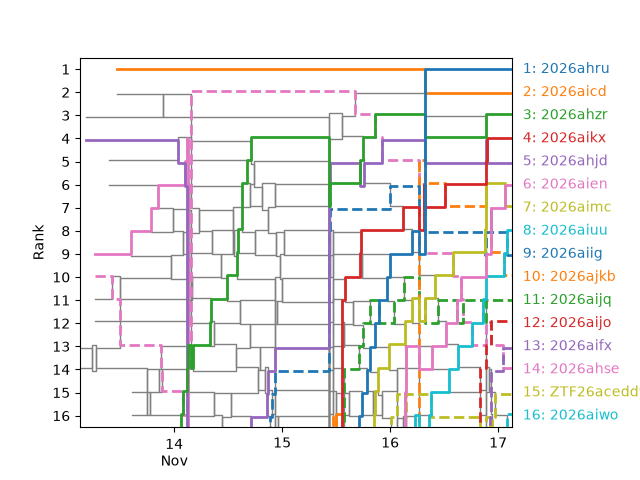 Rank
1
2
3
4
5
6
7
8
9
10
11
12
13
14
15
16
14
15
16
17
Nov
1: 2026ahru
2: 2026aicd
3: 2026ahzr
4: 2026aikx
5: 2026ahjd
6: 2026aien
7: 2026aimc
8: 2026aiuu
9: 2026aiig
10: 2026ajkb
11: 2026aijq
12: 2026aijo
13: 2026aifx
14: 2026ahse
15: ZTF26acedd
16: 2026aiwo